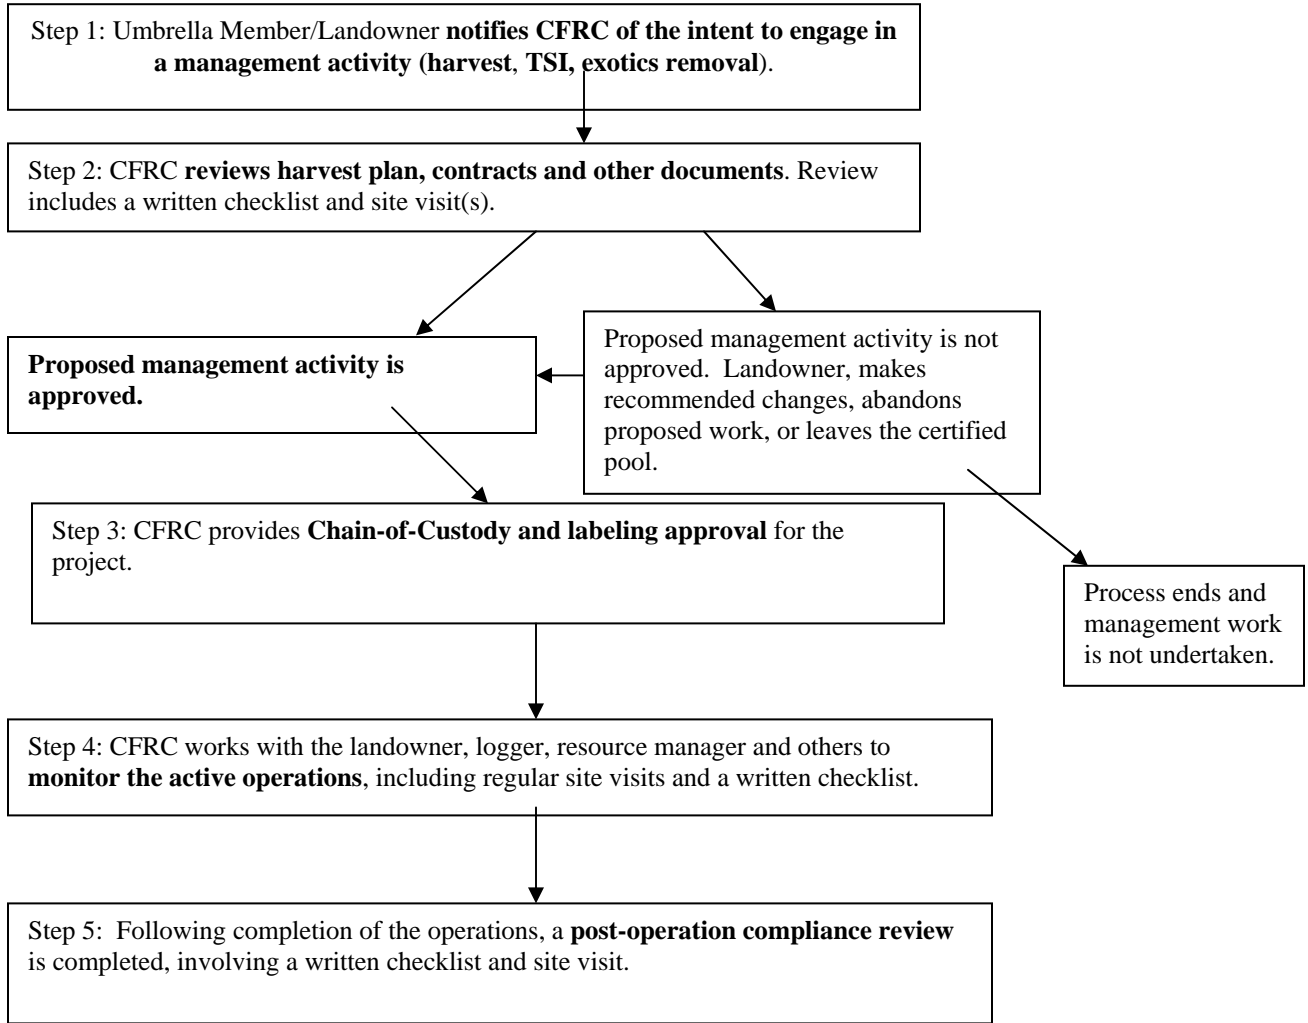 Step 1: Umbrella Member/Landowner notifies CFRC of the intent to engage in
a management activity (harvest, TSI, exotics removal).
Step 2: CFRC reviews harvest plan, contracts and other documents. Review
includes a written checklist and site visit(s).
Proposed management activity is
approved.
Proposed management activity is not
approved.  Landowner, makes
recommended changes, abandons
proposed work, or leaves the certified
pool.
Step 3: CFRC provides Chain-of-Custody and labeling approval for the
project.
Process ends and
management work
is not undertaken.
Step 4: CFRC works with the landowner, logger, resource manager and others to
monitor the active operations, including regular site visits and a written checklist.
Step 5:  Following completion of the operations, a post-operation compliance review
is completed, involving a written checklist and site visit.